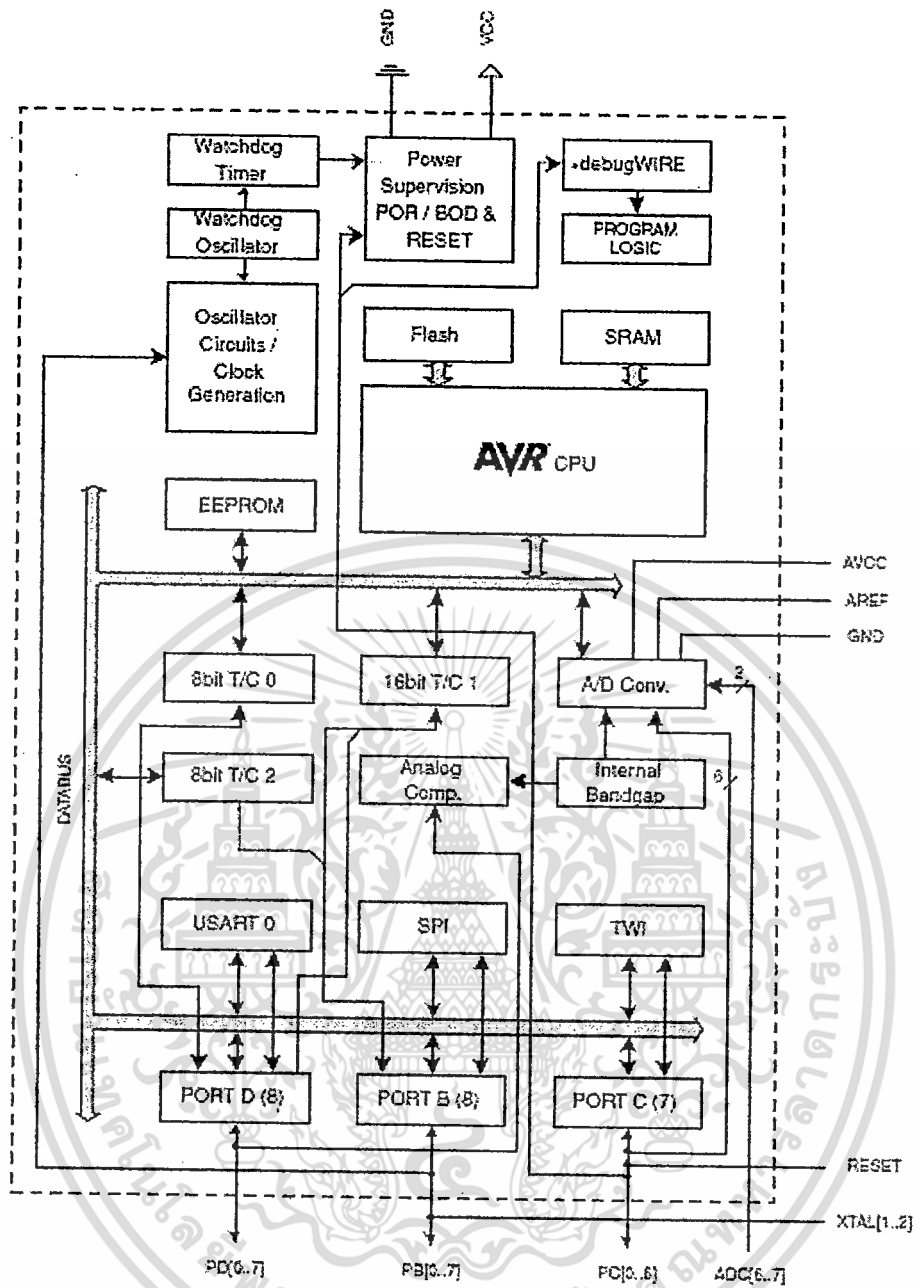 GND
VCC
Watchdog
Timer
Power
Supervision
POR / BOD &
RESET
debugWIRE
Watchdog
Oscillator
PROGRAM
LOGIC
Oscillator
Circuits /
Clock
Generation
Flash
SRAM
AVR CPU
EEPROM
AVCC
AREF
GND
8bit T/C 0
16bit T/C 1
A/D Conv.
2
8bit T/C 2
Analog
Comp.
Internal
Bandgap
6
DATABUS
USART 0
SPI
TWI
PORT D (8)
PORT B (8)
PORT C (7)
RESET
XTAL[1..2]
PD[0..7]
PB[0..7]
PC[0..6]
ADC[6..7]